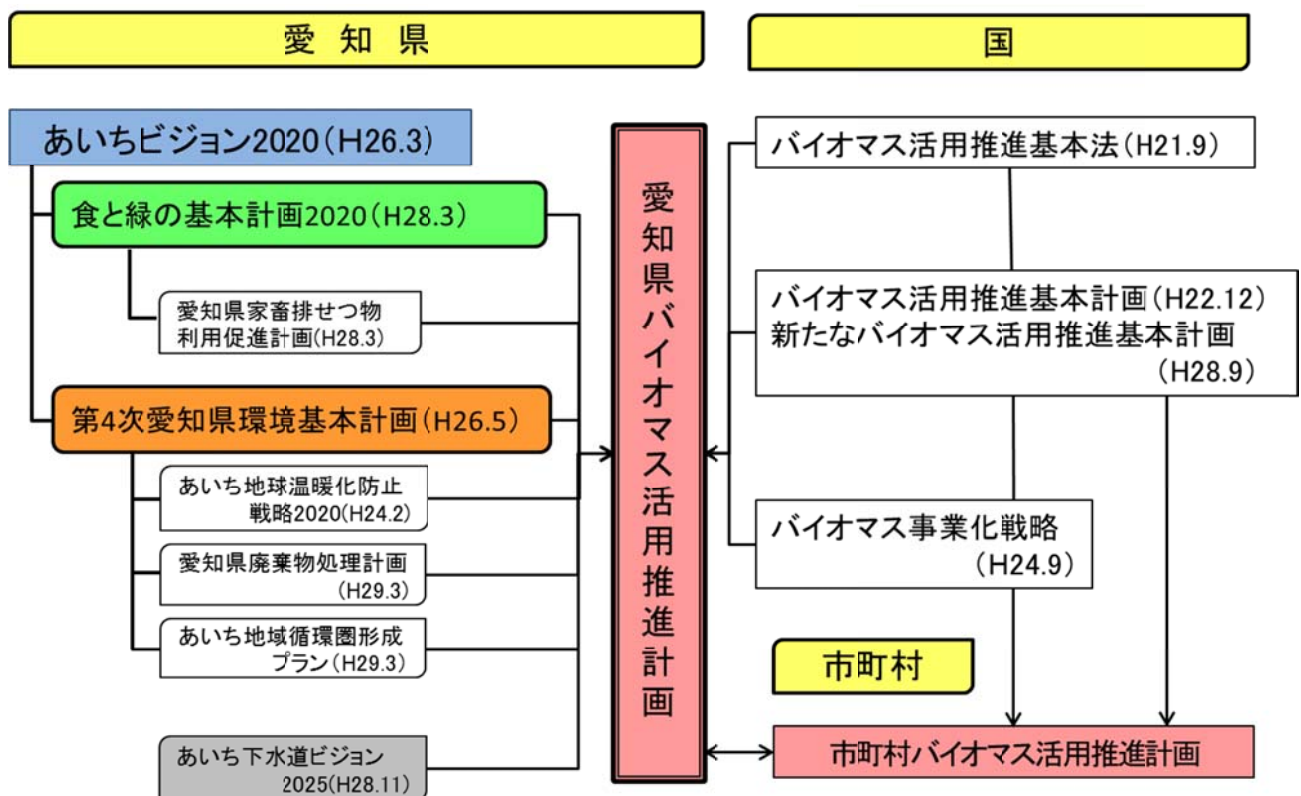 愛知県
国
あいちビジョン2020(H26.3)
食と緑の基本計画2020(H28.3)
愛知県家畜排せつ物
利用促進計画(H28.3)
第4次愛知県環境基本計画(H26.5)
あいち地球温暖化防止
戦略2020(H24.2)
愛知県廃棄物処理計画
(H29.3)
あいち地域循環圏形成
プラン(H29.3)
あいち下水道ビジョン
2025(H28.11)
愛知県バイオマス活用推進計画
バイオマス活用推進基本法(H21.9)
バイオマス活用推進基本計画(H22.12)
新たなバイオマス活用推進基本計画
(H28.9)
バイオマス事業化戦略
(H24.9)
市町村
市町村バイオマス活用推進計画